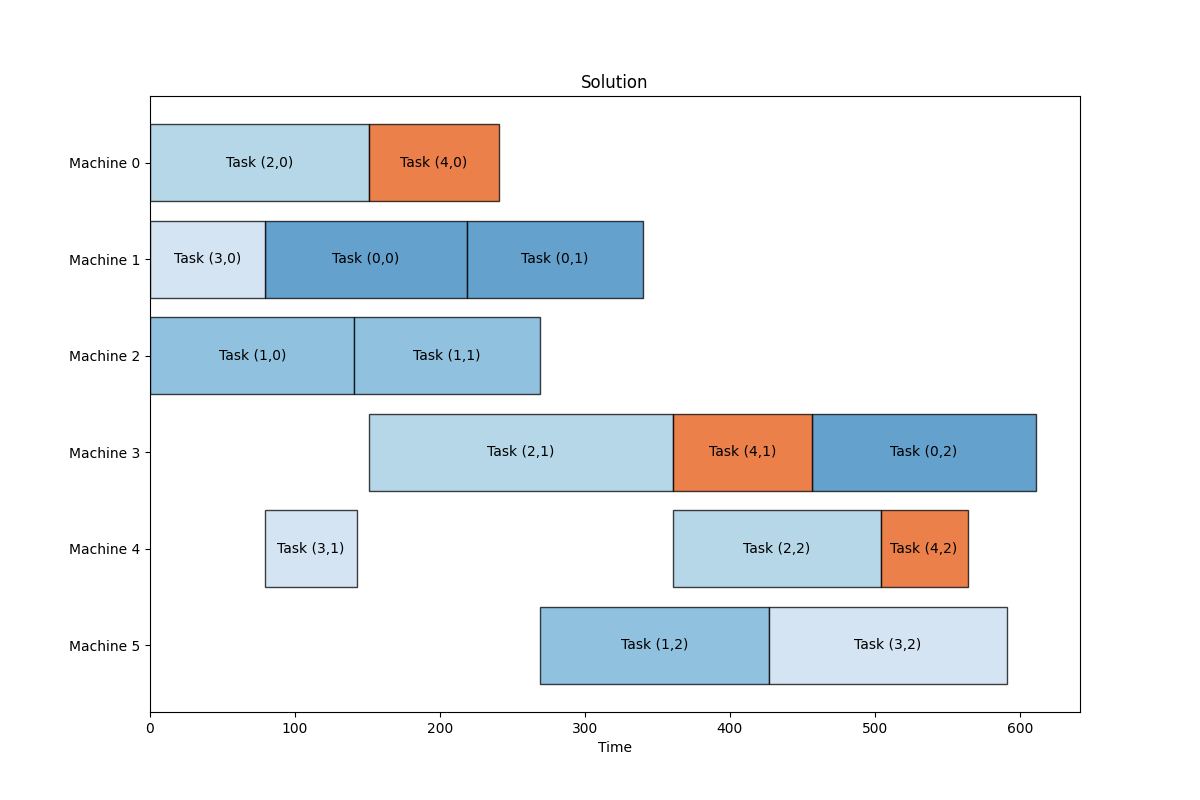 Solution
Machine 0
Task (2,0)
Task (4,0)
Machine 1
Task (3,0)
Task (0,0)
Task (0,1)
Machine 2
Task (1,0)
Task (1,1)
Machine 3
Task (2,1)
Task (4,1)
Task (0,2)
Machine 4
Task (3,1)
Task (2,2)
Task (4,2)
Machine 5
Task (1,2)
Task (3,2)
0 100 200 300 400 500 600
Time